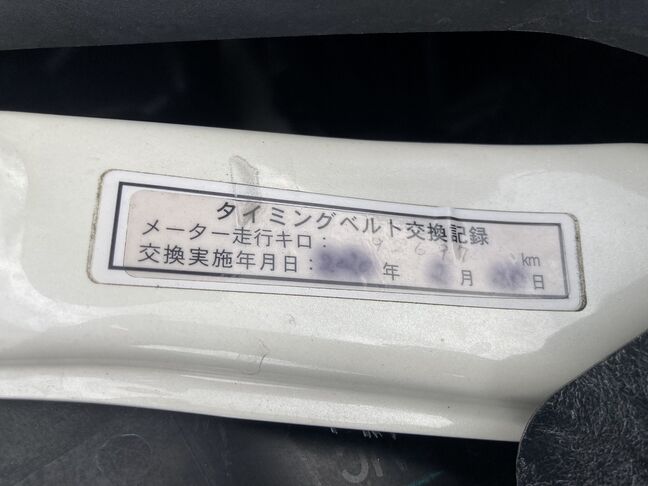 タイミングベルト交換記録
メーター走行キロ： km
交換実施年月日： 年 月 日